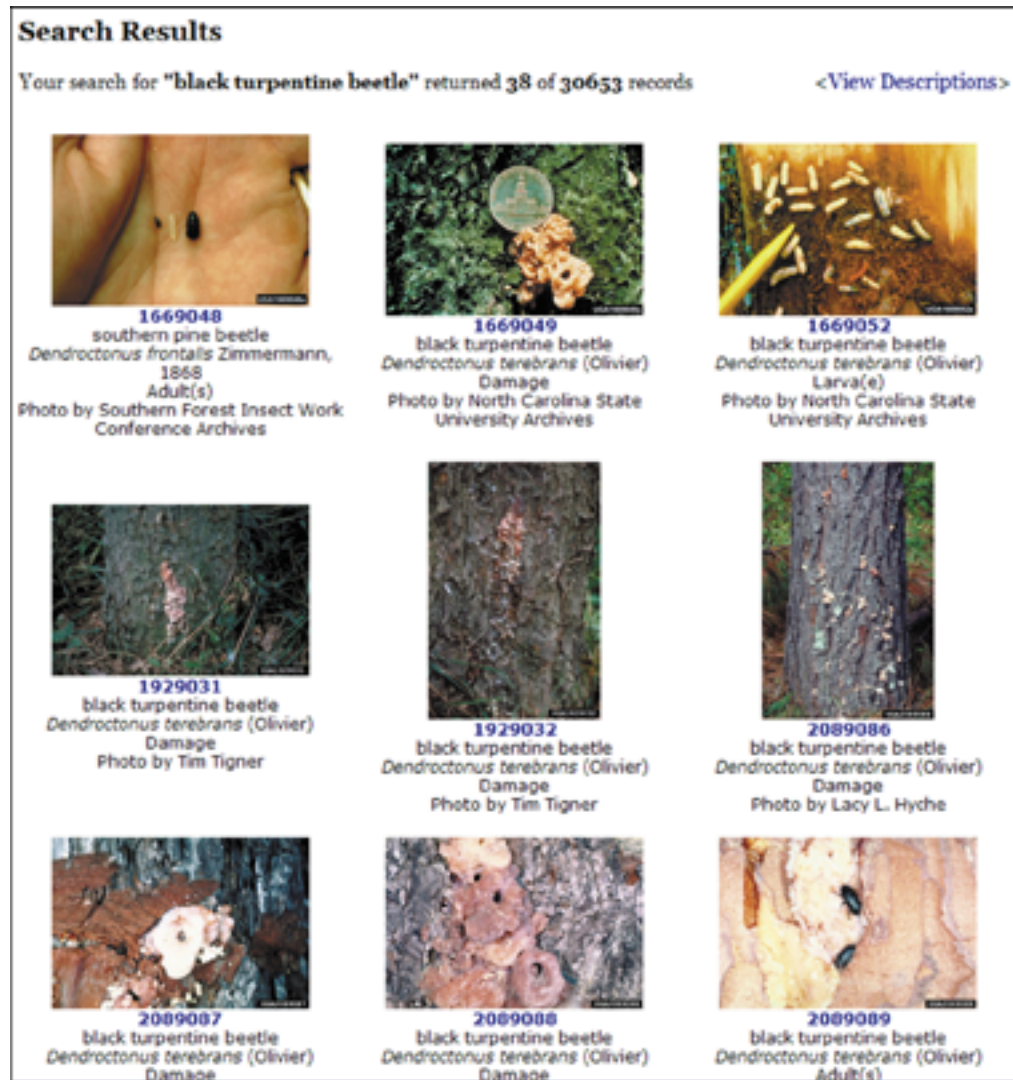 Search Results
Your search for "black turpentine beetle" returned 38 of 30653 records
<View Descriptions>
1669048
southern pine beetle
Dendroctonus frontalis Zimmermann,
1868
Adult(s)
Photo by Southern Forest Insect Work
Conference Archives
1669049
black turpentine beetle
Dendroctonus terebrans (Olivier)
Damage
Photo by North Carolina State
University Archives
1669052
black turpentine beetle
Dendroctonus terebrans (Olivier)
Larva(e)
Photo by North Carolina State
University Archives
1929031
black turpentine beetle
Dendroctonus terebrans (Olivier)
Damage
Photo by Tim Tigner
1929032
black turpentine beetle
Dendroctonus terebrans (Olivier)
Damage
Photo by Tim Tigner
2089086
black turpentine beetle
Dendroctonus terebrans (Olivier)
Damage
Photo by Lacy L. Hyche
2089087
black turpentine beetle
Dendroctonus terebrans (Olivier)
Damage
2089088
black turpentine beetle
Dendroctonus terebrans (Olivier)
Damage
2089089
black turpentine beetle
Dendroctonus terebrans (Olivier)
Adult(s)